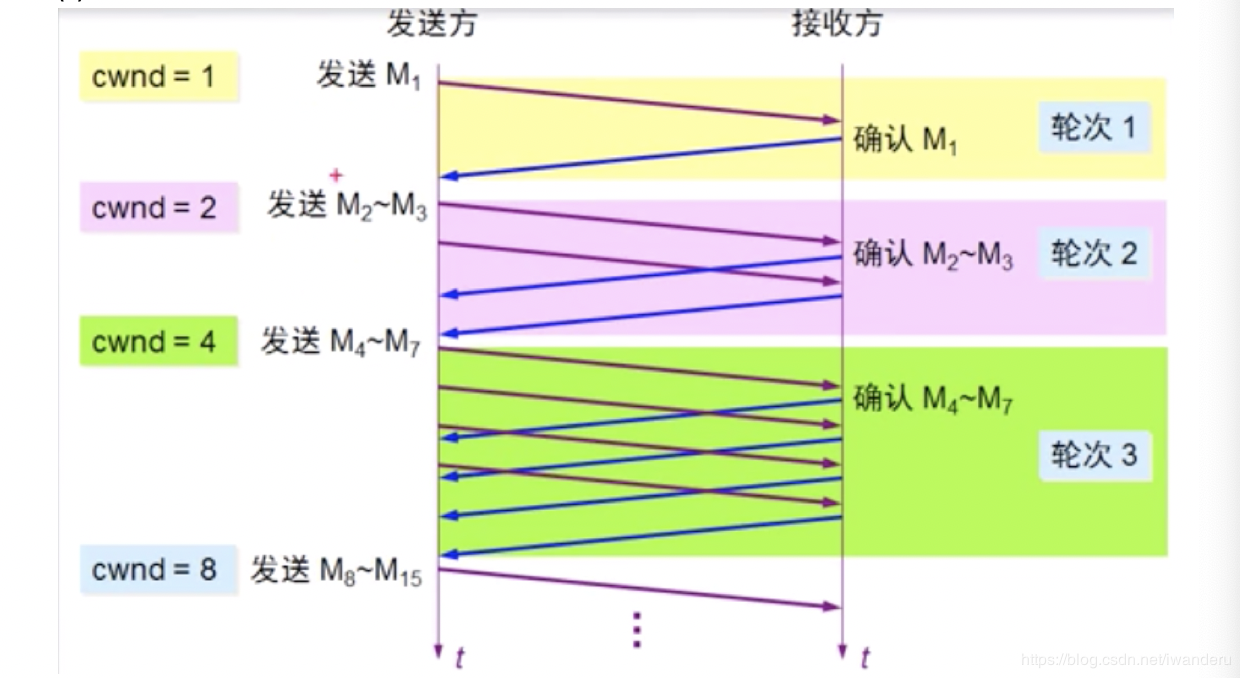 发送方 接收方
cwnd = 1 发送 M1
确认 M1 轮次 1
cwnd = 2 发送 M2~M3
确认 M2~M3 轮次 2
cwnd = 4 发送 M4~M7
确认 M4~M7
轮次 3
cwnd = 8 发送 M8~M15
t t
https://blog.csdn.net/iwanderu